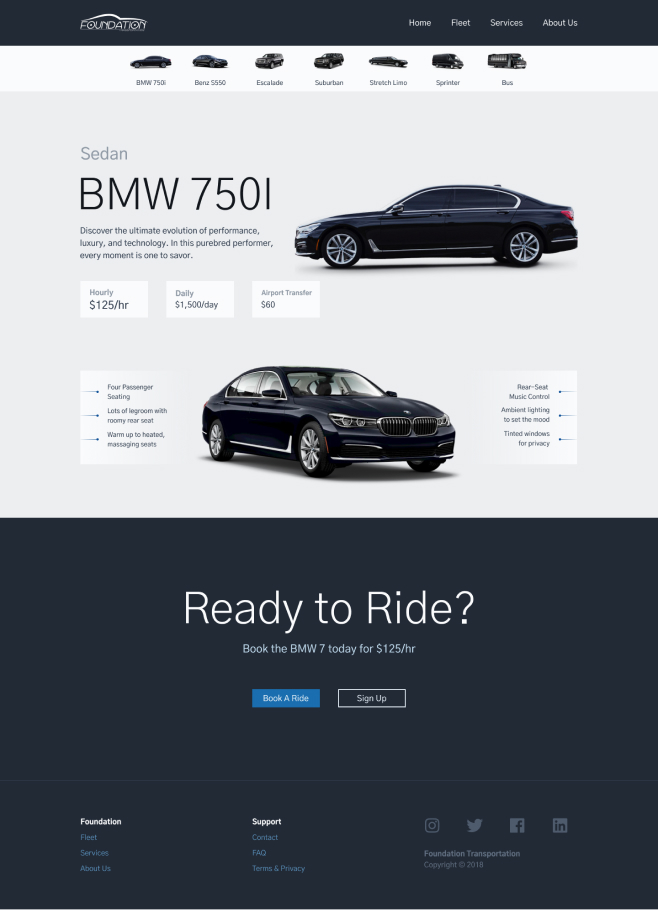 FOUNDATION
Home Fleet Services About Us
BMW 750I Benz S550 Escalade Suburban Stretch Limo Sprinter Bus
Sedan
BMW 750I
Discover the ultimate evolution of performance,
luxury, and technology. In this purebred performer,
every moment is one to savor.
Hourly
$125/hr
Daily
$1,500/day
Airport Transfer
$60
Four Passenger
Seating
Lots of legroom with
roomy rear seat
Warm up to heated,
massaging seats
Rear-Seat
Music Control
Ambient lighting
to set the mood
Tinted windows
for privacy
Ready to Ride?
Book the BMW 7 today for $125/hr
Book A Ride Sign Up
Foundation
Fleet
Services
About Us
Support
Contact
FAQ
Terms & Privacy
Foundation Transportation
Copyright © 2018